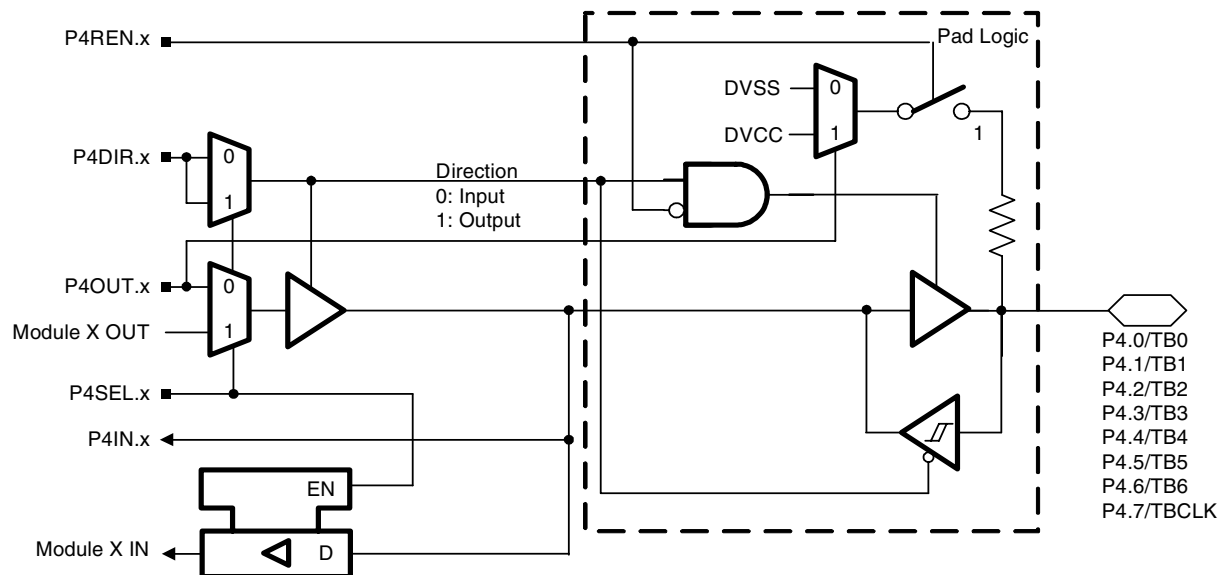 P4REN.x
Pad Logic
DVSS
0
DVCC
1
1
P4DIR.x
0
1
Direction
0: Input
1: Output
P4OUT.x
0
Module X OUT
1
P4.0/TB0
P4.1/TB1
P4.2/TB2
P4.3/TB3
P4.4/TB4
P4.5/TB5
P4.6/TB6
P4.7/TBCLK
P4SEL.x
P4IN.x
EN
Module X IN
D